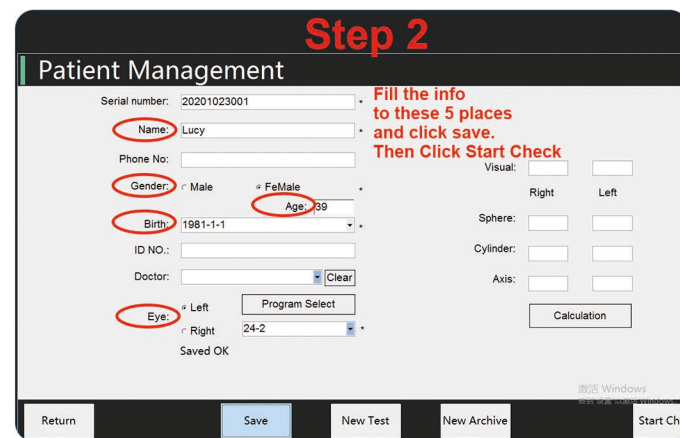 Step 2
Patient Management
Serial number: 20201023001 *
Fill the info
to these 5 places
and click save.
Then Click Start Check
Name: Lucy *
Phone No:
Gender: Male FeMale *
Age: 39
Birth: 1981-1-1 *
ID NO.:
Doctor: Clear
Eye: Left Program Select
Right 24-2 *
Saved OK
Visual:
Right Left
Sphere:
Cylinder:
Axis:
Calculation
激活 Windows
Return Save New Test New Archive Start Ch